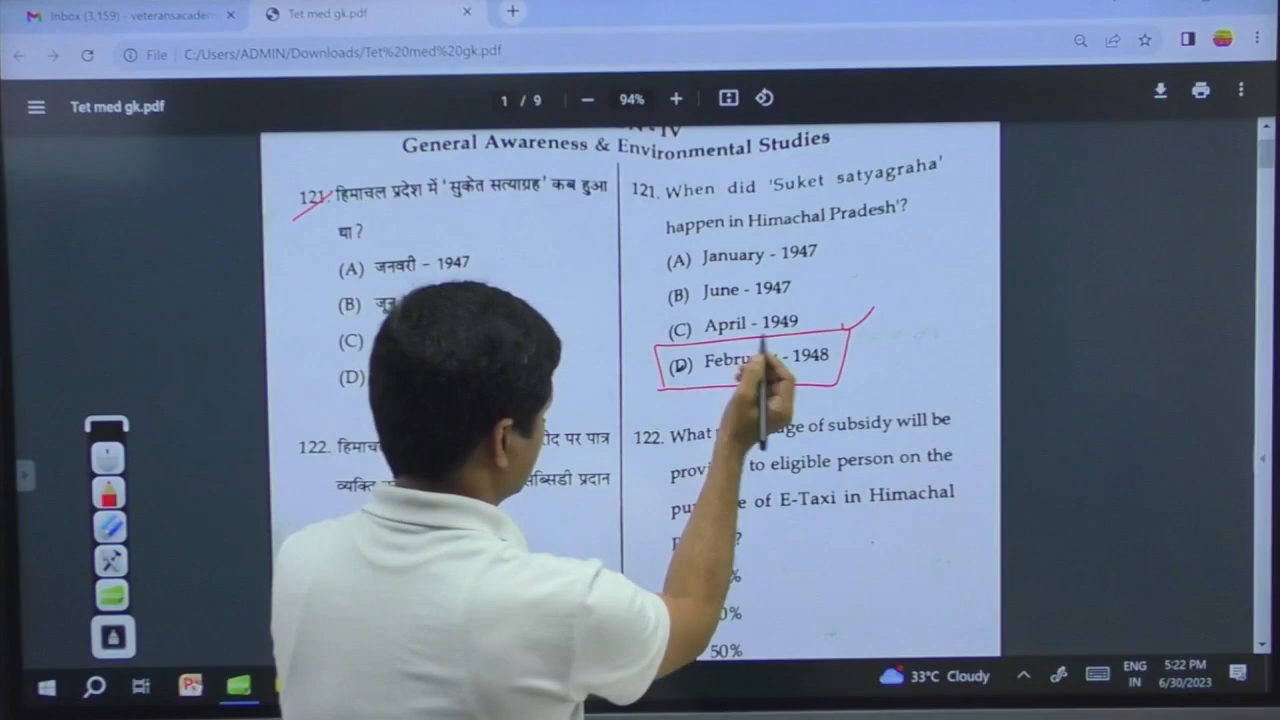 Inbox (3,159) - veteransacadem
Tet med gk.pdf
File
C:/Users/ADMIN/Downloads/Tet%20med%20gk.pdf
Tet med gk.pdf
1 / 9
94%
IV
General Awareness & Environmental Studies
121. हिमाचल प्रदेश में 'सुकेत सत्याग्रह' कब हुआ
था ?
(A) जनवरी - 1947
(B) जून
(C)
(D)
122.
पर पात्र
व्यक्ति
सब्सिडी प्रदान
121. When did 'Suket satyagraha'
happen in Himachal Pradesh'?
(A) January - 1947
(B) June - 1947
(C) April - 1949
(D) - 1948
122. What of subsidy will be
to eligible person on the
of E-Taxi in Himachal
?
%
0%
50%
33°C Cloudy
ENG
IN
5:22 PM
6/30/2023